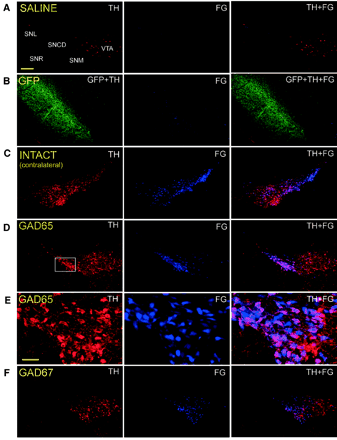 A SALINE TH FG TH+FG
SNL
SNCD VTA
SNR SNM
B GFP GFP+TH FG GFP+TH+FG
C INTACT TH FG TH+FG
(contralateral)
D GAD65 TH FG TH+FG
E GAD65 TH FG TH+FG
F GAD67 TH FG TH+FG